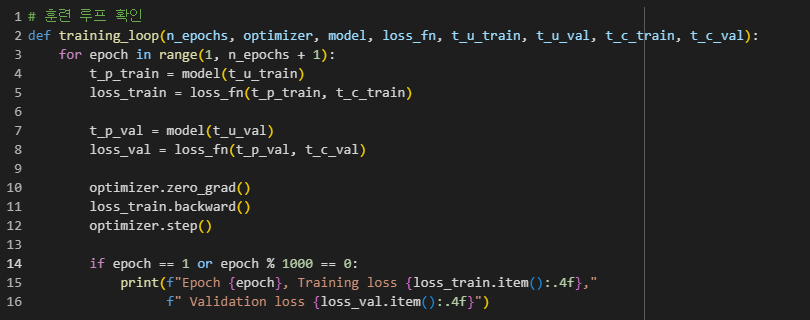 1 # 훈련 루프 확인
2 def training_loop(n_epochs, optimizer, model, loss_fn, t_u_train, t_u_val, t_c_train, t_c_val):
3     for epoch in range(1, n_epochs + 1):
4         t_p_train = model(t_u_train)
5         loss_train = loss_fn(t_p_train, t_c_train)
6
7         t_p_val = model(t_u_val)
8         loss_val = loss_fn(t_p_val, t_c_val)
9
10         optimizer.zero_grad()
11         loss_train.backward()
12         optimizer.step()
13
14         if epoch == 1 or epoch % 1000 == 0:
15             print(f"Epoch {epoch}, Training loss {loss_train.item():.4f},"
16                   f" Validation loss {loss_val.item():.4f}")